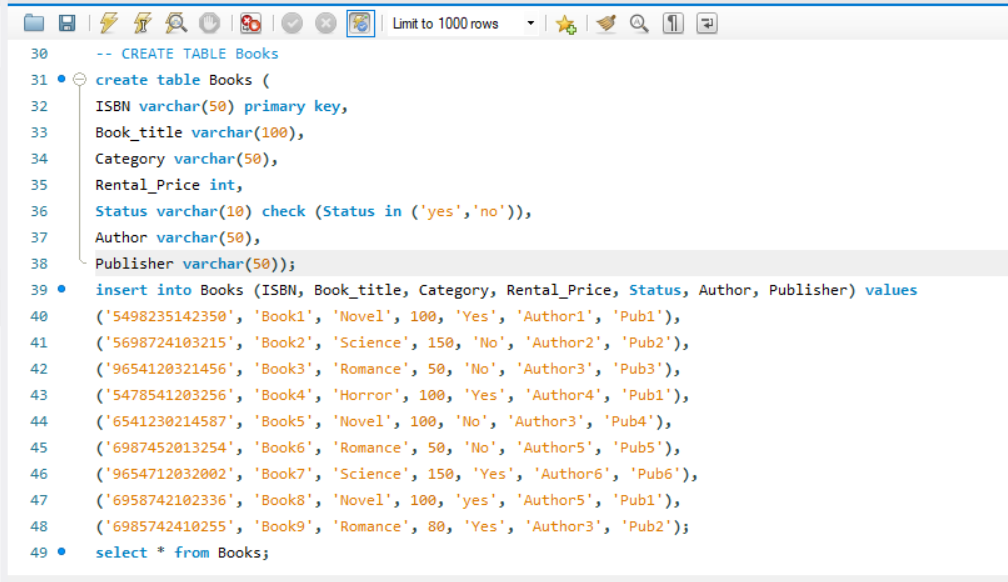 Limit to 1000 rows
30 -- CREATE TABLE Books
31 create table Books (
32 ISBN varchar(50) primary key,
33 Book_title varchar(100),
34 Category varchar(50),
35 Rental_Price int,
36 Status varchar(10) check (Status in ('yes','no')),
37 Author varchar(50),
38 Publisher varchar(50));
39 insert into Books (ISBN, Book_title, Category, Rental_Price, Status, Author, Publisher) values
40 ('5498235142350', 'Book1', 'Novel', 100, 'Yes', 'Author1', 'Pub1'),
41 ('5698724103215', 'Book2', 'Science', 150, 'No', 'Author2', 'Pub2'),
42 ('9654120321456', 'Book3', 'Romance', 50, 'No', 'Author3', 'Pub3'),
43 ('5478541203256', 'Book4', 'Horror', 100, 'Yes', 'Author4', 'Pub1'),
44 ('6541230214587', 'Book5', 'Novel', 100, 'No', 'Author3', 'Pub4'),
45 ('6987452013254', 'Book6', 'Romance', 50, 'No', 'Author5', 'Pub5'),
46 ('9654712032002', 'Book7', 'Science', 150, 'Yes', 'Author6', 'Pub6'),
47 ('6958742102336', 'Book8', 'Novel', 100, 'yes', 'Author5', 'Pub1'),
48 ('6985742410255', 'Book9', 'Romance', 80, 'Yes', 'Author3', 'Pub2');
49 select * from Books;